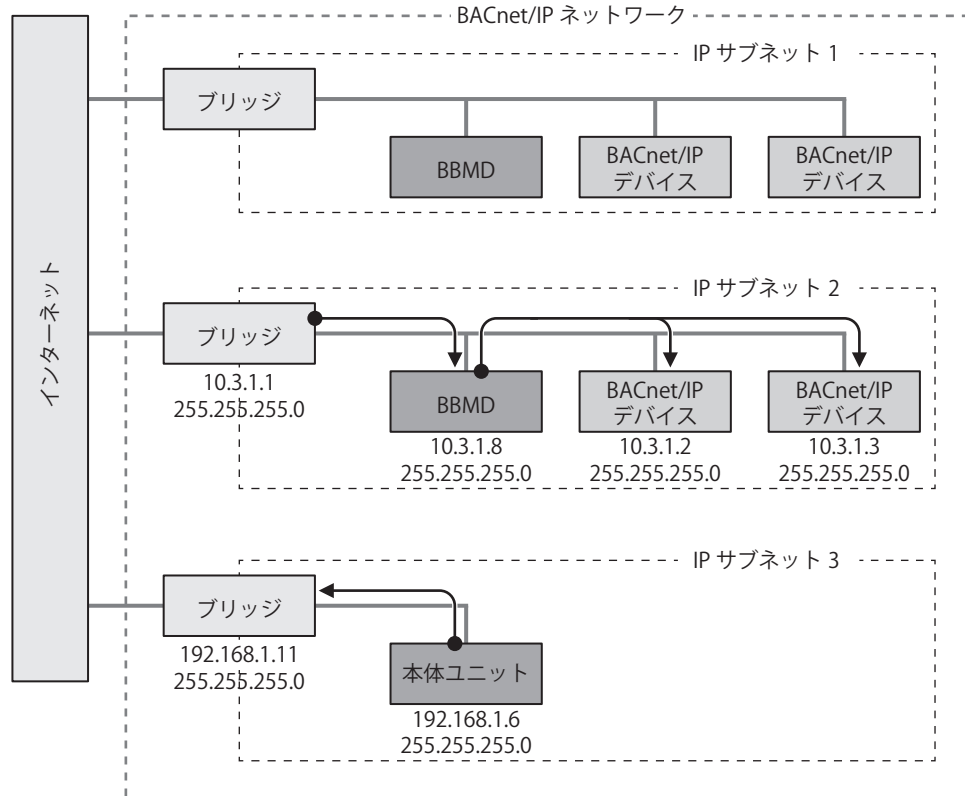 BACnet/IP ネットワーク
IP サブネット 1
ブリッジ
BBMD
BACnet/IP
デバイス
BACnet/IP
デバイス
インターネット
IP サブネット 2
ブリッジ
10.3.1.1
255.255.255.0
BBMD
10.3.1.8
255.255.255.0
BACnet/IP
デバイス
10.3.1.2
255.255.255.0
BACnet/IP
デバイス
10.3.1.3
255.255.255.0
IP サブネット 3
ブリッジ
192.168.1.11
255.255.255.0
本体ユニット
192.168.1.6
255.255.255.0